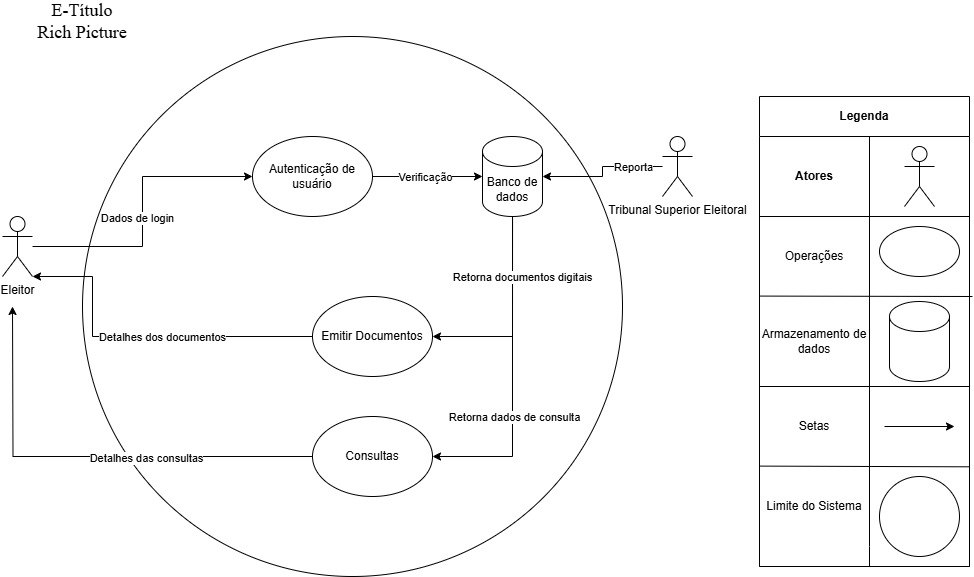 E-Título
Rich Picture
Autenticação de
usuário
Verificação
Banco de
dados
Reporta
Tribunal Superior Eleitoral
Dados de login
Eleitor
Retorna documentos digitais
Detalhes dos documentos
Emitir Documentos
Retorna dados de consulta
Detalhes das consultas
Consultas
Legenda
Atores
Operações
Armazenamento de
dados
Setas
Limite do Sistema